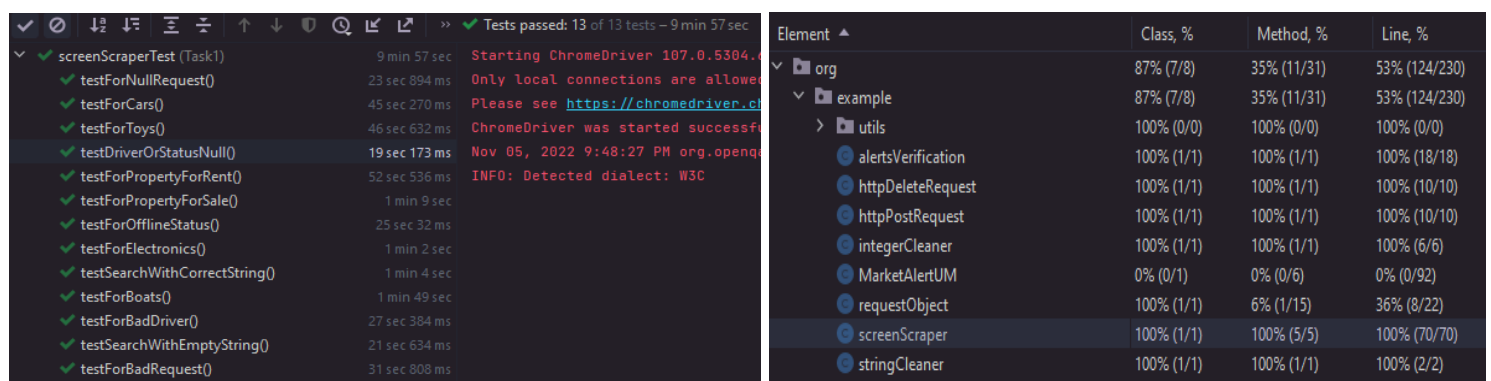 Tests passed: 13 of 13 tests – 9 min 57 sec
screenScraperTest (Task1) 9 min 57 sec
testForNullRequest() 23 sec 894 ms
testForCars() 45 sec 270 ms
testForToys() 46 sec 632 ms
testDriverOrStatusNull() 19 sec 173 ms
testForPropertyForRent() 52 sec 536 ms
testForPropertyForSale() 1 min 9 sec
testForOfflineStatus() 25 sec 32 ms
testForElectronics() 1 min 2 sec
testSearchWithCorrectString() 1 min 4 sec
testForBoats() 1 min 49 sec
testForBadDriver() 27 sec 384 ms
testSearchWithEmptyString() 21 sec 634 ms
testForBadRequest() 31 sec 808 ms
Starting ChromeDriver 107.0.5304.
Only local connections are allowe
Please see https://chromedriver.c
ChromeDriver was started successf
Nov 05, 2022 9:48:27 PM org.openq
INFO: Detected dialect: W3C
Element Class, % Method, % Line, %
org 87% (7/8) 35% (11/31) 53% (124/230)
example 87% (7/8) 35% (11/31) 53% (124/230)
utils 100% (0/0) 100% (0/0) 100% (0/0)
alertsVerification 100% (1/1) 100% (1/1) 100% (18/18)
httpDeleteRequest 100% (1/1) 100% (1/1) 100% (10/10)
httpPostRequest 100% (1/1) 100% (1/1) 100% (10/10)
integerCleaner 100% (1/1) 100% (1/1) 100% (6/6)
MarketAlertUM 0% (0/1) 0% (0/6) 0% (0/92)
requestObject 100% (1/1) 6% (1/15) 36% (8/22)
screenScraper 100% (1/1) 100% (5/5) 100% (70/70)
stringCleaner 100% (1/1) 100% (1/1) 100% (2/2)